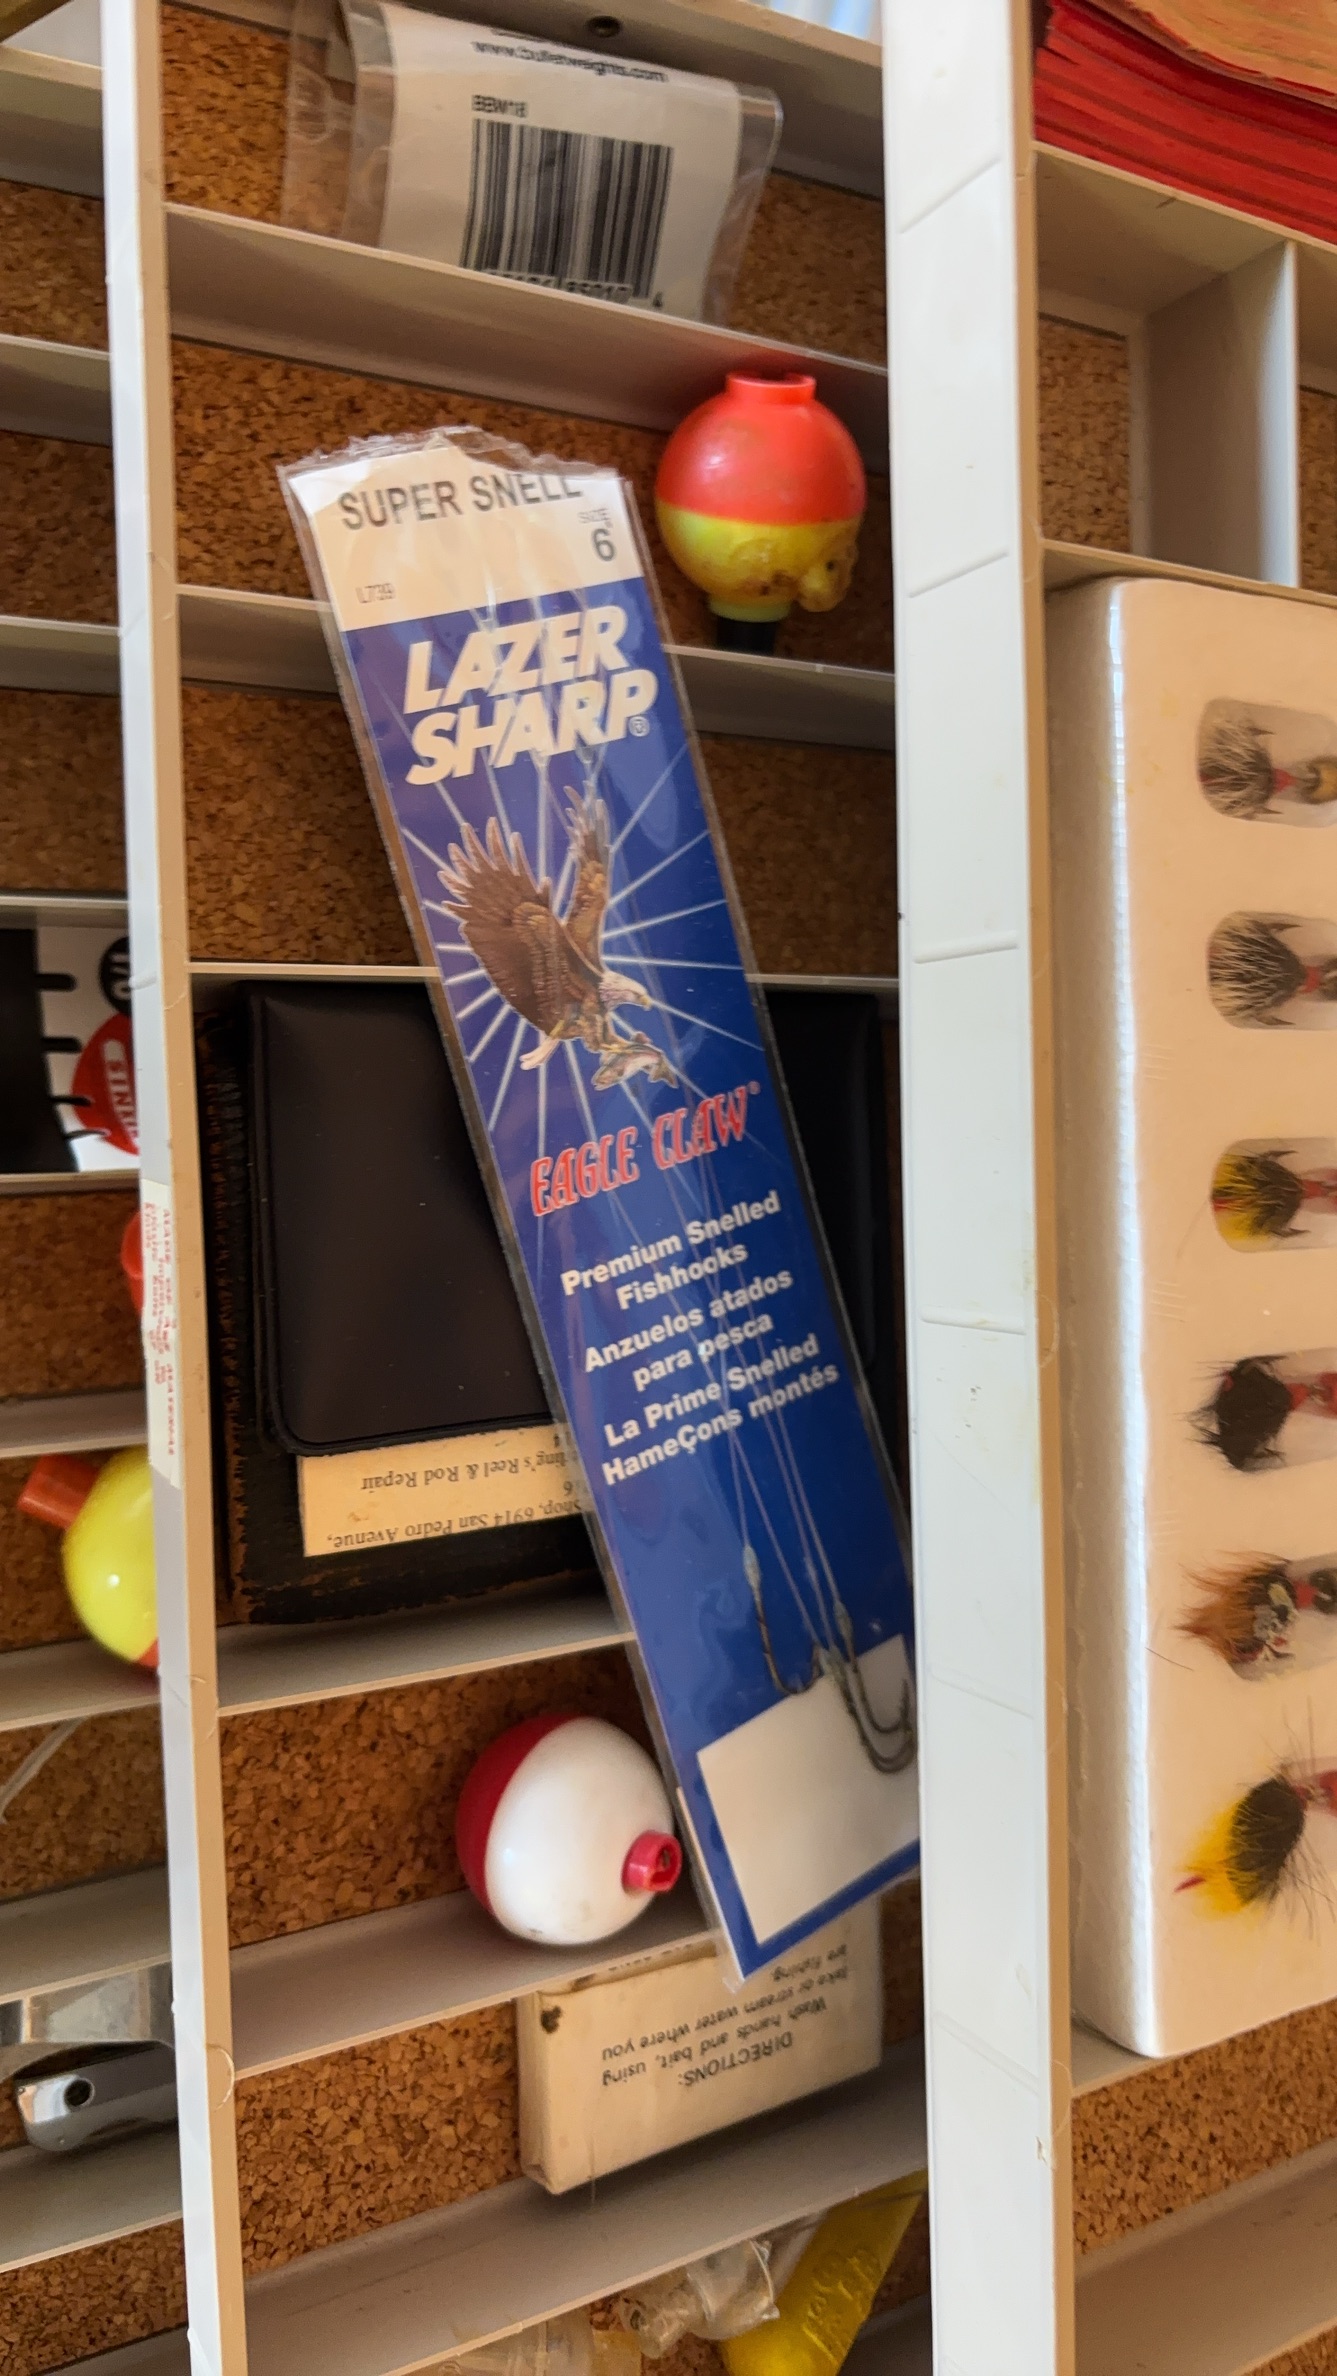 www.bulletweights.com
BBW18
4
SUPER SNELL
SIZE
6
L739
LAZER
SHARP®
EAGLE CLAW®
Premium Snelled
Fishhooks
Anzuelos atados
para pesca
La Prime Snelled
HameÇons montés
Reel & Rod Repair
6914 San Pedro Avenue,
DIRECTIONS:
Wash hands and bait, using
lake or stream water where you
are fishing.